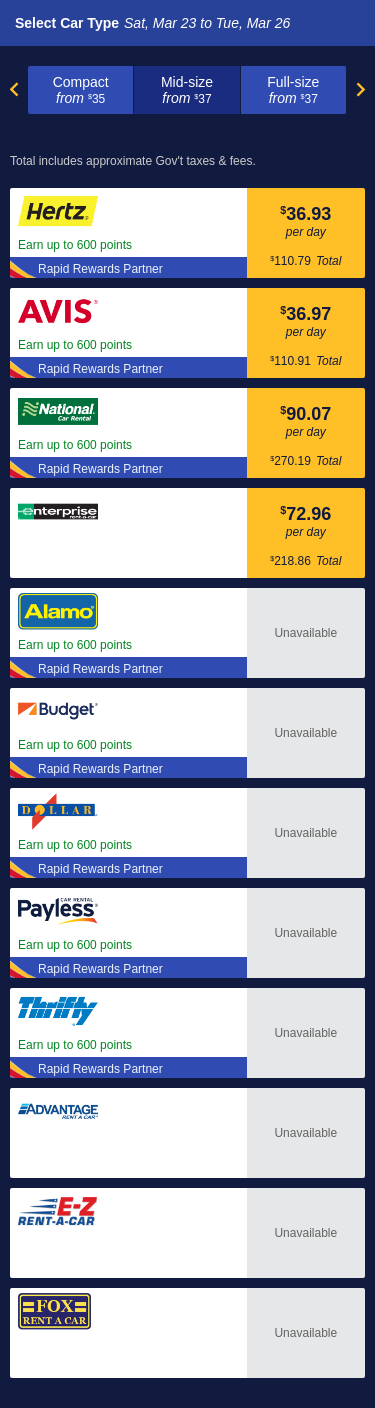 Select Car Type Sat, Mar 23 to Tue, Mar 26
Compact
from $35
Mid-size
from $37
Full-size
from $37
Total includes approximate Gov't taxes & fees.
Hertz
Earn up to 600 points
Rapid Rewards Partner
$36.93
per day
$110.79 Total
AVIS
Earn up to 600 points
Rapid Rewards Partner
$36.97
per day
$110.91 Total
National
Car Rental
Earn up to 600 points
Rapid Rewards Partner
$90.07
per day
$270.19 Total
enterprise
rent-a-car
$72.96
per day
$218.86 Total
Alamo
Earn up to 600 points
Rapid Rewards Partner
Unavailable
Budget
Earn up to 600 points
Rapid Rewards Partner
Unavailable
DOLLAR
Earn up to 600 points
Rapid Rewards Partner
Unavailable
CAR RENTAL
Payless
Earn up to 600 points
Rapid Rewards Partner
Unavailable
Thrifty
Earn up to 600 points
Rapid Rewards Partner
Unavailable
ADVANTAGE
RENT A CAR
Unavailable
E-Z
RENT-A-CAR
Unavailable
FOX
RENT A CAR
Unavailable